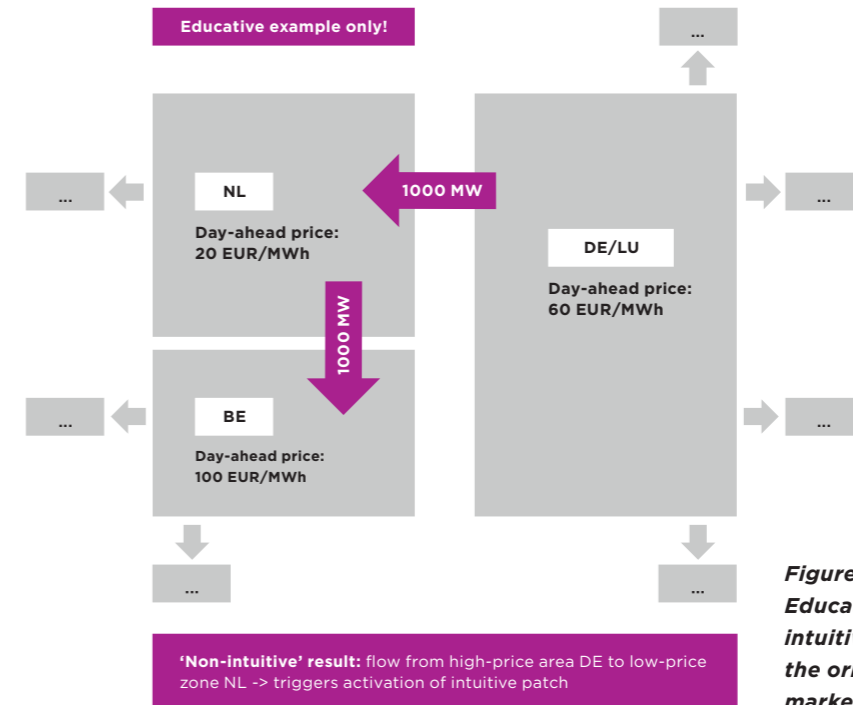 Educative example only!
...
...
NL
1000 MW
...
Day-ahead price:
20 EUR/MWh
DE/LU
Day-ahead price:
60 EUR/MWh
1000 MW
...
BE
...
Day-ahead price:
100 EUR/MWh
...
...
Figure
Educa
intuiti
the or
marke
‘Non-intuitive’ result: flow from high-price area DE to low-price
zone NL -> triggers activation of intuitive patch